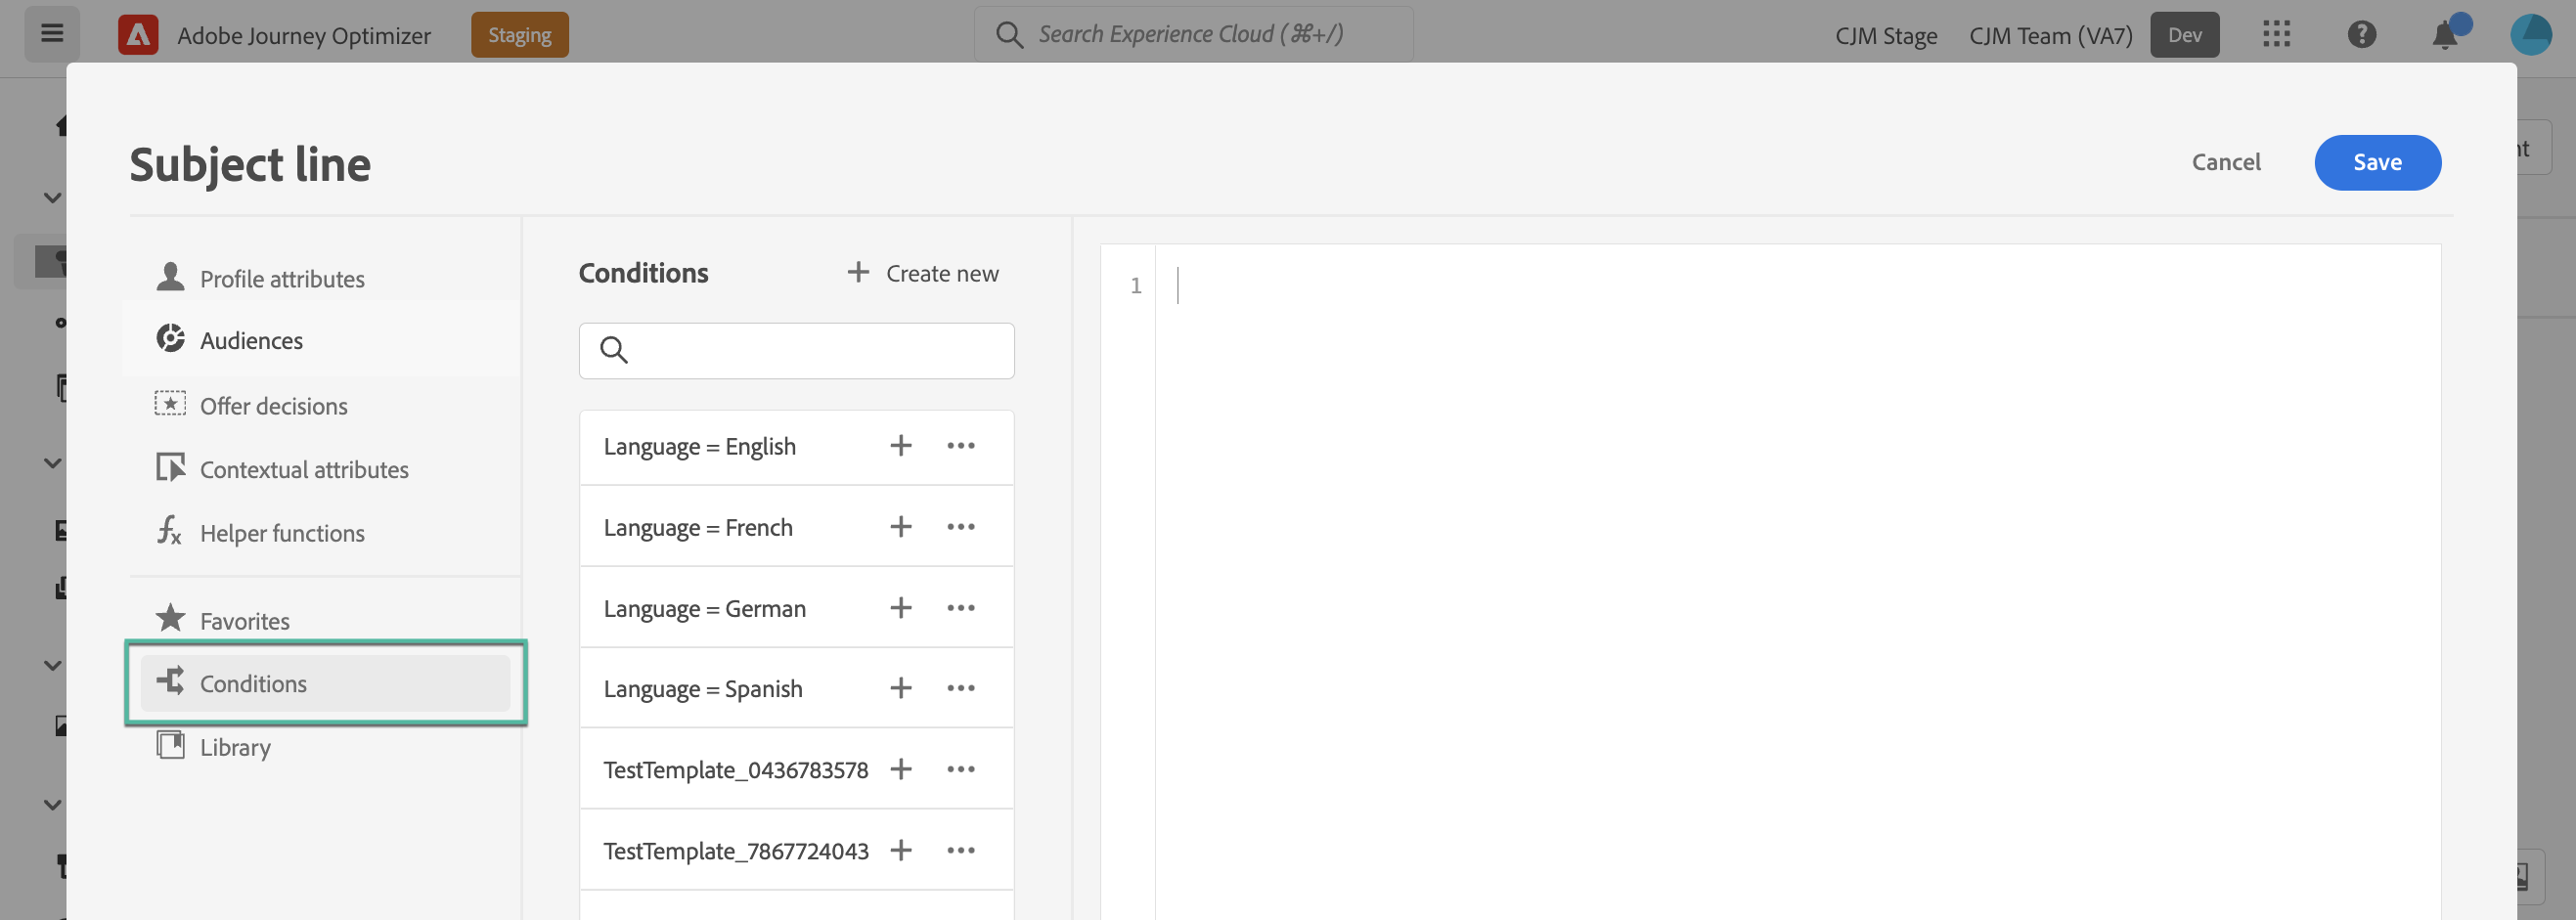 Adobe Journey Optimizer
Staging
Search Experience Cloud (⌘+/)
CJM Stage
CJM Team (VA7)
Dev
Subject line
Cancel
Save
Profile attributes
Audiences
Offer decisions
Contextual attributes
Helper functions
Favorites
Conditions
Library
Conditions
+ Create new
Language = English
Language = French
Language = German
Language = Spanish
TestTemplate_0436783578
TestTemplate_7867724043
1